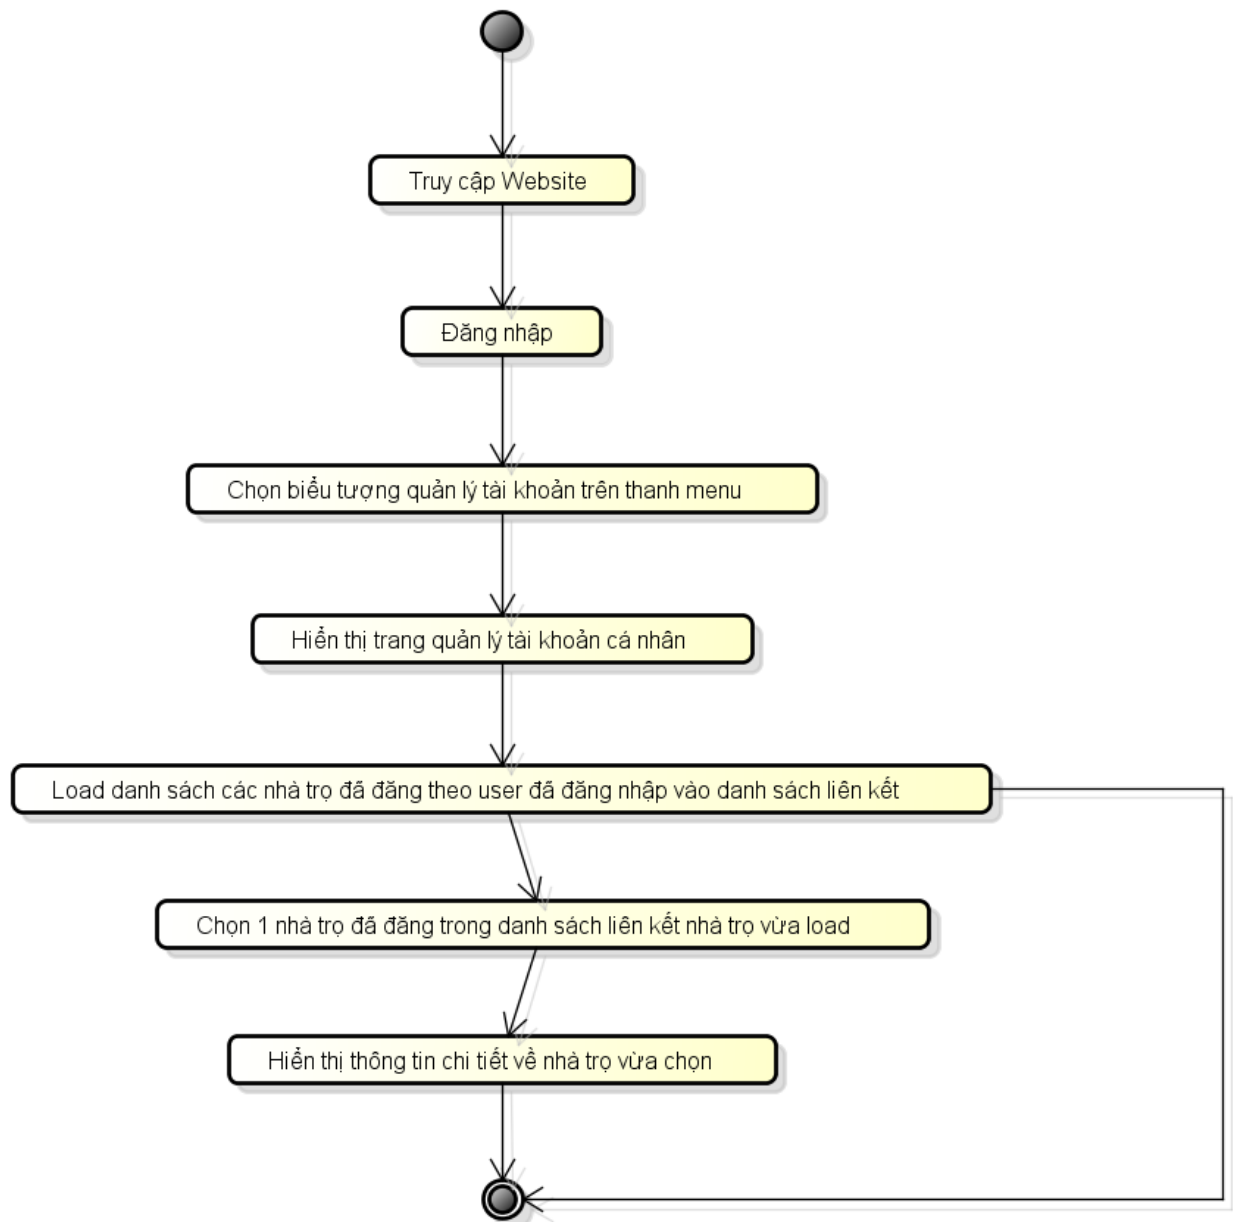 Truy cập Website
Đăng nhập
Chọn biểu tượng quản lý tài khoản trên thanh menu
Hiển thị trang quản lý tài khoản cá nhân
Load danh sách các nhà trọ đã đăng theo user đã đăng nhập vào danh sách liên kết
Chọn 1 nhà trọ đã đăng trong danh sách liên kết nhà trọ vừa load
Hiển thị thông tin chi tiết về nhà trọ vừa chọn